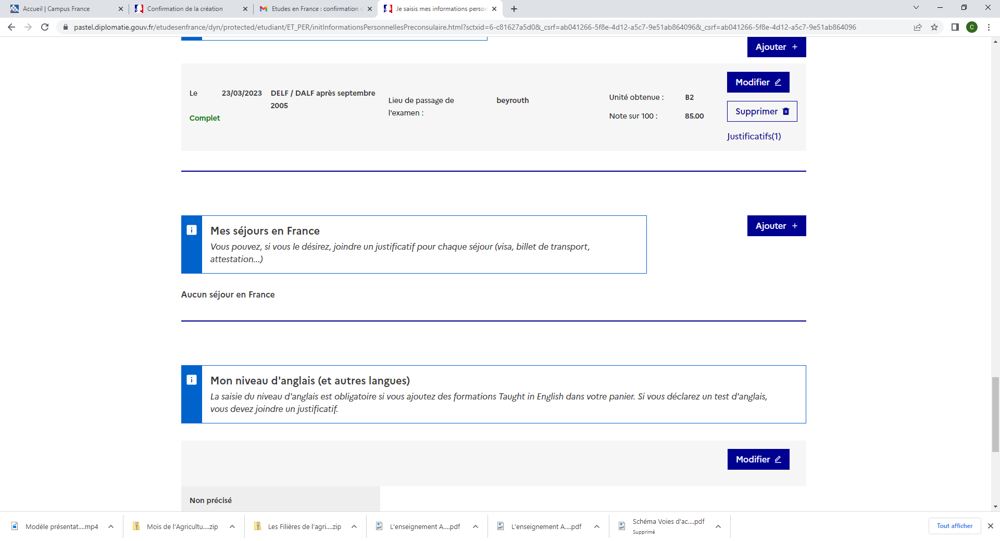 Accueil | Campus France
Confirmation de la création
Etudes en France : confirmation
Je saisis mes informations person
pastel.diplomatie.gouv.fr/etudesenfrance/dyn/protected/etudiant/ET_PER/initInformationsPersonnellesPreconsulaire.html?sctxid=6-c81627a5d0&_csrf=ab041266-5f8e-4d12-a5c7-9e51ab864096&_csrf=ab041266-5f8e-4d12-a5c7-9e51ab864096
C
Ajouter +
Le 23/03/2023 DELF / DALF après septembre 2005
Complet
Lieu de passage de
l'examen :
beyrouth
Unité obtenue : B2
Note sur 100 : 85.00
Modifier
Supprimer
Justificatifs(1)
Mes séjours en France
Vous pouvez, si vous le désirez, joindre un justificatif pour chaque séjour (visa, billet de transport,
attestation...)
Ajouter +
Aucun séjour en France
Mon niveau d'anglais (et autres langues)
La saisie du niveau d'anglais est obligatoire si vous ajoutez des formations Taught in English dans votre panier. Si vous déclarez un test d'anglais,
vous devez joindre un justificatif.
Modifier
Non précisé
Modèle présentat....mp4
Mois de l'Agricultu....zip
Les Filières de l'agri....zip
L'enseignement A....pdf
L'enseignement A....pdf
Schéma Voies d'ac....pdf
Supprimé
Tout afficher